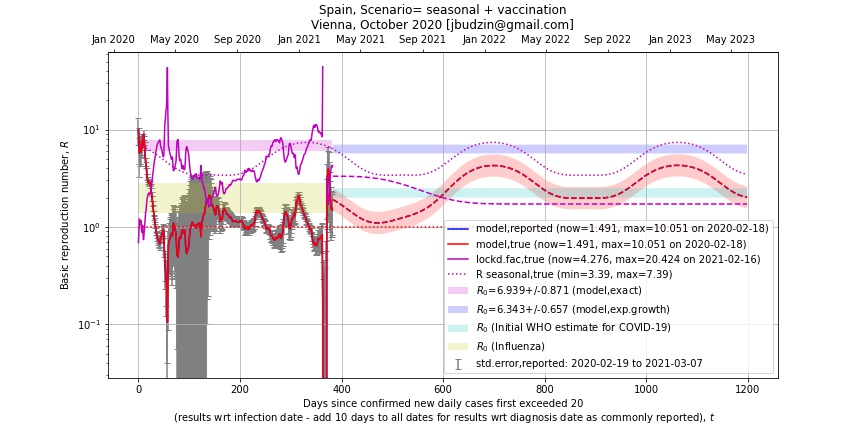 Spain, Scenario= seasonal + vaccination
Vienna, October 2020 [jbudzin@gmail.com]
Jan 2020 May 2020 Sep 2020 Jan 2021 May 2021 Sep 2021 Jan 2022 May 2022 Sep 2022 Jan 2023 May 2023
Basic reproduction number, R
10¹
10⁰
10⁻¹
model,reported (now=1.491, max=10.051 on 2020-02-18)
model,true (now=1.491, max=10.051 on 2020-02-18)
lockd.fac,true (now=4.276, max=20.424 on 2021-02-16)
R seasonal,true (min=3.39, max=7.39)
R₀=6.939+/-0.871 (model,exact)
R₀=6.343+/-0.657 (model,exp.growth)
R₀ (Initial WHO estimate for COVID-19)
R₀ (Influenza)
std.error,reported: 2020-02-19 to 2021-03-07
0 200 400 600 800 1000 1200
Days since confirmed new daily cases first exceeded 20
(results wrt infection date - add 10 days to all dates for results wrt diagnosis date as commonly reported), t